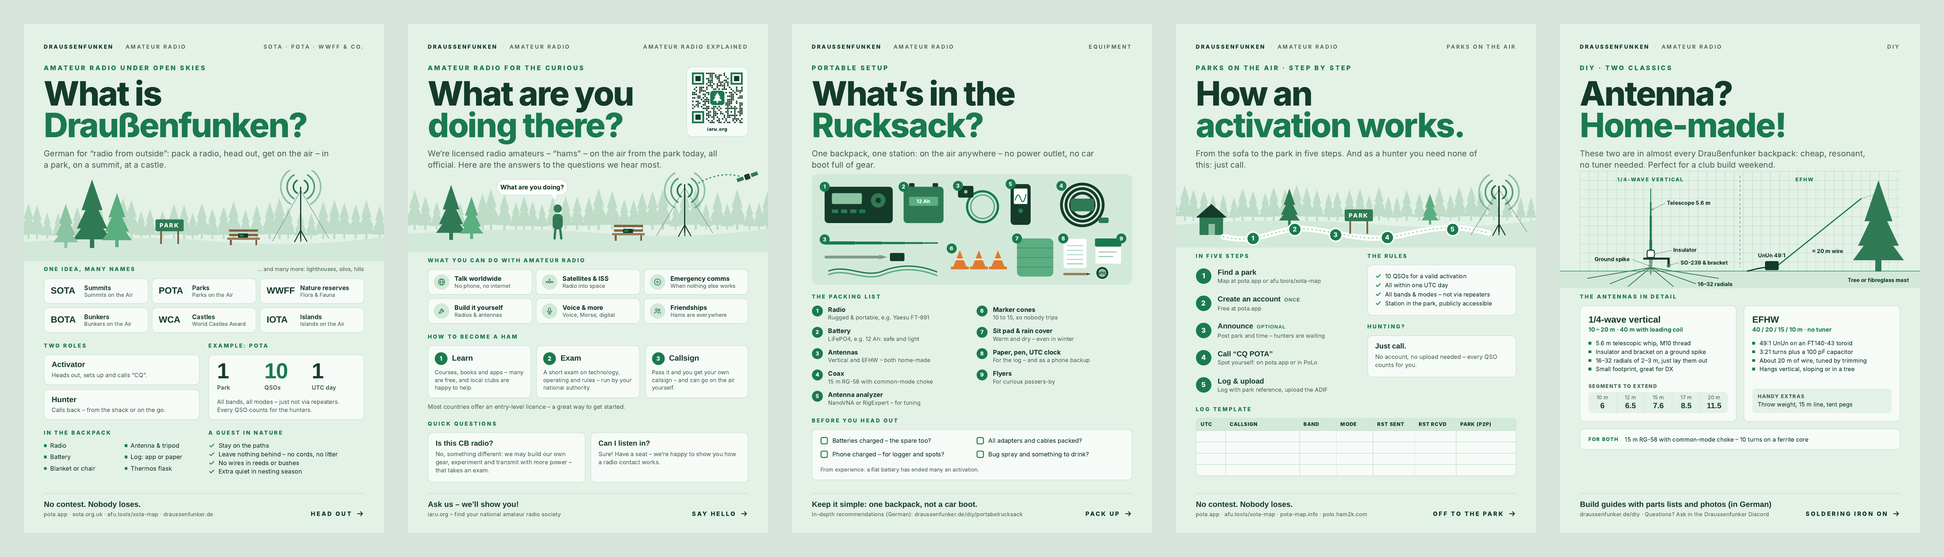 DRAUSSENFUNKEN · AMATEUR RADIO
SOTA · POTA · WWFF & CO.
AMATEUR RADIO UNDER OPEN SKIES
What is
Draußenfunken?
German for “radio from outside”: pack a radio, head out, get on the air – in
a park, on a summit, at a castle.
PARK
ONE IDEA, MANY NAMES
... and many more: lighthouses, silos, hills
SOTA Summits
Summits on the Air
POTA Parks
Parks on the Air
WWFF Nature reserves
Flora & Fauna
BOTA Bunkers
Bunkers on the Air
WCA Castles
World Castles Award
IOTA Islands
Islands on the Air
TWO ROLES
Activator
Heads out, sets up and calls “CQ”.
Hunter
Calls back – from the shack or on the go.
EXAMPLE: POTA
1 10 1
Park QSOs UTC day
All bands, all modes – just not via repeaters.
Every QSO counts for the hunters.
IN THE BACKPACK
Radio
Battery
Blanket or chair
Antenna & tripod
Log: app or paper
Thermos flask
A GUEST IN NATURE
Stay on the paths
Leave nothing behind – no cords, no litter
No wires in reeds or bushes
Extra quiet in nesting season
No contest. Nobody loses.
pota.app · sota.org.uk · afu.tools/xota-map · draussenfunker.de
HEAD OUT →
DRAUSSENFUNKEN · AMATEUR RADIO
AMATEUR RADIO EXPLAINED
AMATEUR RADIO FOR THE CURIOUS
What are you
doing there?
iaru.org
We’re licensed radio amateurs – “hams” – on the air from the park today, all
official. Here are the answers to the questions we hear most.
What are you doing?
WHAT YOU CAN DO WITH AMATEUR RADIO
Talk worldwide
No phone, no internet
Satellites & ISS
Radio into space
Emergency comms
When nothing else works
Build it yourself
Radios & antennas
Voice & more
Voice, Morse, digital
Friendships
Hams are everywhere
HOW TO BECOME A HAM
1 Learn
Courses, books and apps – many
are free, and local clubs are
happy to help.
2 Exam
A short exam on technology,
operating and rules – run by your
national authority.
3 Callsign
Pass it and you get your own
callsign – and can go on the air
yourself.
Most countries offer an entry-level licence – a great way to get started.
QUICK QUESTIONS
Is this CB radio?
No, something different: we may build our own
gear, experiment and transmit with more power –
that takes an exam.
Can I listen in?
Sure! Have a seat – we’re happy to show you how
a radio contact works.
Ask us – we’ll show you!
iaru.org – find your national amateur radio society
SAY HELLO →
DRAUSSENFUNKEN · AMATEUR RADIO
EQUIPMENT
PORTABLE SETUP
What’s in the
Rucksack?
One backpack, one station: on the air anywhere – no power outlet, no car
boot full of gear.
1
2
12 Ah
3
5
4
3
6
7
8
9
THE PACKING LIST
1 Radio
Rugged & portable, e.g. Yaesu FT-891
2 Battery
LiFePO4, e.g. 12 Ah: safe and light
3 Antennas
Vertical and EFHW – both home-made
4 Coax
15 m RG-58 with common-mode choke
5 Antenna analyzer
NanoVNA or RigExpert – for tuning
6 Marker cones
10 to 15, so nobody trips
7 Sit pad & rain cover
Warm and dry – even in winter
8 Paper, pen, UTC clock
For the log – and as a phone backup
9 Flyers
For curious passers-by
BEFORE YOU HEAD OUT
Batteries charged – the spare too?
All adapters and cables packed?
Phone charged – for logger and spots?
Bug spray and something to drink?
From experience: a flat battery has ended many an activation.
Keep it simple: one backpack, not a car boot.
In-depth recommendations (German): draussenfunker.de/diy/portabelrucksack
PACK UP →
DRAUSSENFUNKEN · AMATEUR RADIO
PARKS ON THE AIR
PARKS ON THE AIR · STEP BY STEP
How an
activation works.
From the sofa to the park in five steps. And as a hunter you need none of
this: just call.
PARK
1
2
3
4
5
IN FIVE STEPS
1 Find a park
Map at pota.app or afu.tools/xota-map
2 Create an account ONCE
Free at pota.app
3 Announce OPTIONAL
Post park and time – hunters are waiting
4 Call “CQ POTA”
Spot yourself: on pota.app or in PoLo
5 Log & upload
Log with park reference, upload the ADIF
THE RULES
10 QSOs for a valid activation
All within one UTC day
All bands & modes – not via repeaters
Station in the park, publicly accessible
HUNTING?
Just call.
No account, no upload needed – every QSO
counts for you.
LOG TEMPLATE
UTC CALLSIGN BAND MODE RST SENT RST RCVD PARK (P2P)
No contest. Nobody loses.
pota.app · afu.tools/xota-map · pota-map.info · polo.ham2k.com
OFF TO THE PARK →
DRAUSSENFUNKEN · AMATEUR RADIO
DIY
DIY · TWO CLASSICS
Antenna?
Home-made!
These two are in almost every Draußenfunker backpack: cheap, resonant,
no tuner needed. Perfect for a club build weekend.
1/4-WAVE VERTICAL
EFHW
Telescope 5.6 m
Insulator
Ground spike
SO-239 & bracket
16–32 radials
UnUn 49:1
≈ 20 m wire
Tree or fibreglass mast
THE ANTENNAS IN DETAIL
1/4-wave vertical
10 – 20 m · 40 m with loading coil
5.6 m telescopic whip, M10 thread
Insulator and bracket on a ground spike
16–32 radials of 2–3 m, just lay them out
Small footprint, great for DX
SEGMENTS TO EXTEND
10 m 12 m 15 m 17 m 20 m
6 6.5 7.6 8.5 11.5
EFHW
40 / 20 / 15 / 10 m · no tuner
49:1 UnUn on an FT140-43 toroid
3:21 turns plus a 100 pF capacitor
About 20 m of wire, tuned by trimming
Hangs vertical, sloping or in a tree
HANDY EXTRAS
Throw weight, 15 m line, tent pegs
FOR BOTH 15 m RG-58 with common-mode choke – 10 turns on a ferrite core
Build guides with parts lists and photos (in German)
draussenfunker.de/diy · Questions? Ask in the Draussenfunker Discord
SOLDERING IRON ON →